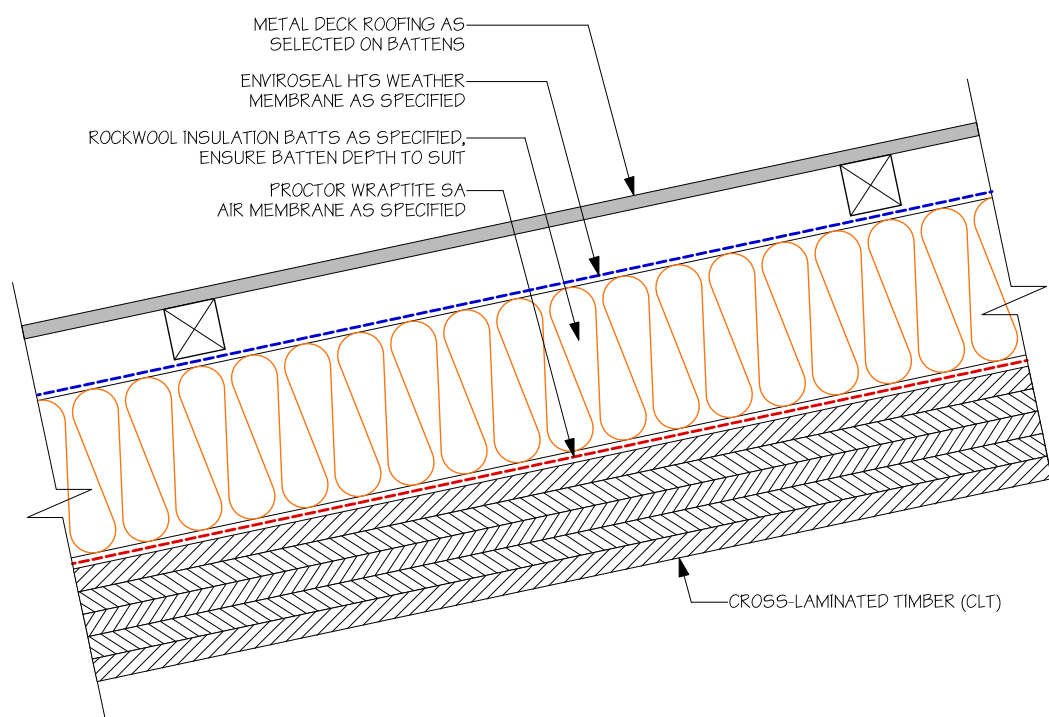 METAL DECK ROOFING AS
SELECTED ON BATTENS
ENVIROSEAL HTS WEATHER
MEMBRANE AS SPECIFIED
ROCKWOOL INSULATION BATTS AS SPECIFIED,
ENSURE BATTEN DEPTH TO SUIT
PROCTOR WRAPTITE SA
AIR MEMBRANE AS SPECIFIED
CROSS-LAMINATED TIMBER (CLT)